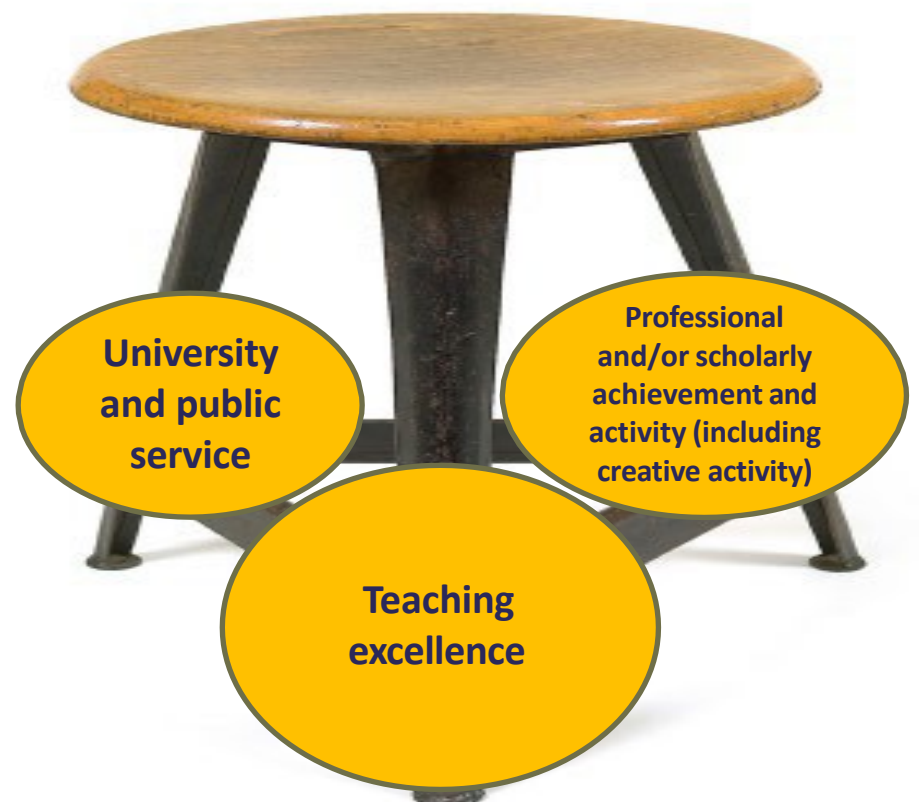 University
and public
service
Professional
and/or scholarly
achievement and
activity (including
creative activity)
Teaching
excellence